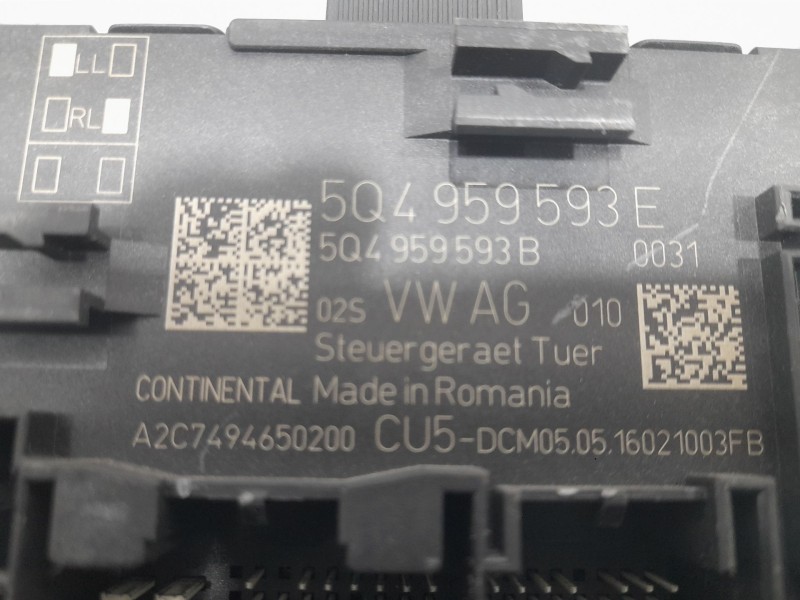 LL
RL
5Q4 959 593 E
5Q4 959 593 B 0031
02S VW AG 010
Steuergeraet Tuer
CONTINENTAL Made in Romania
A2C7494650200 CU5-DCM05.05.16021003FB